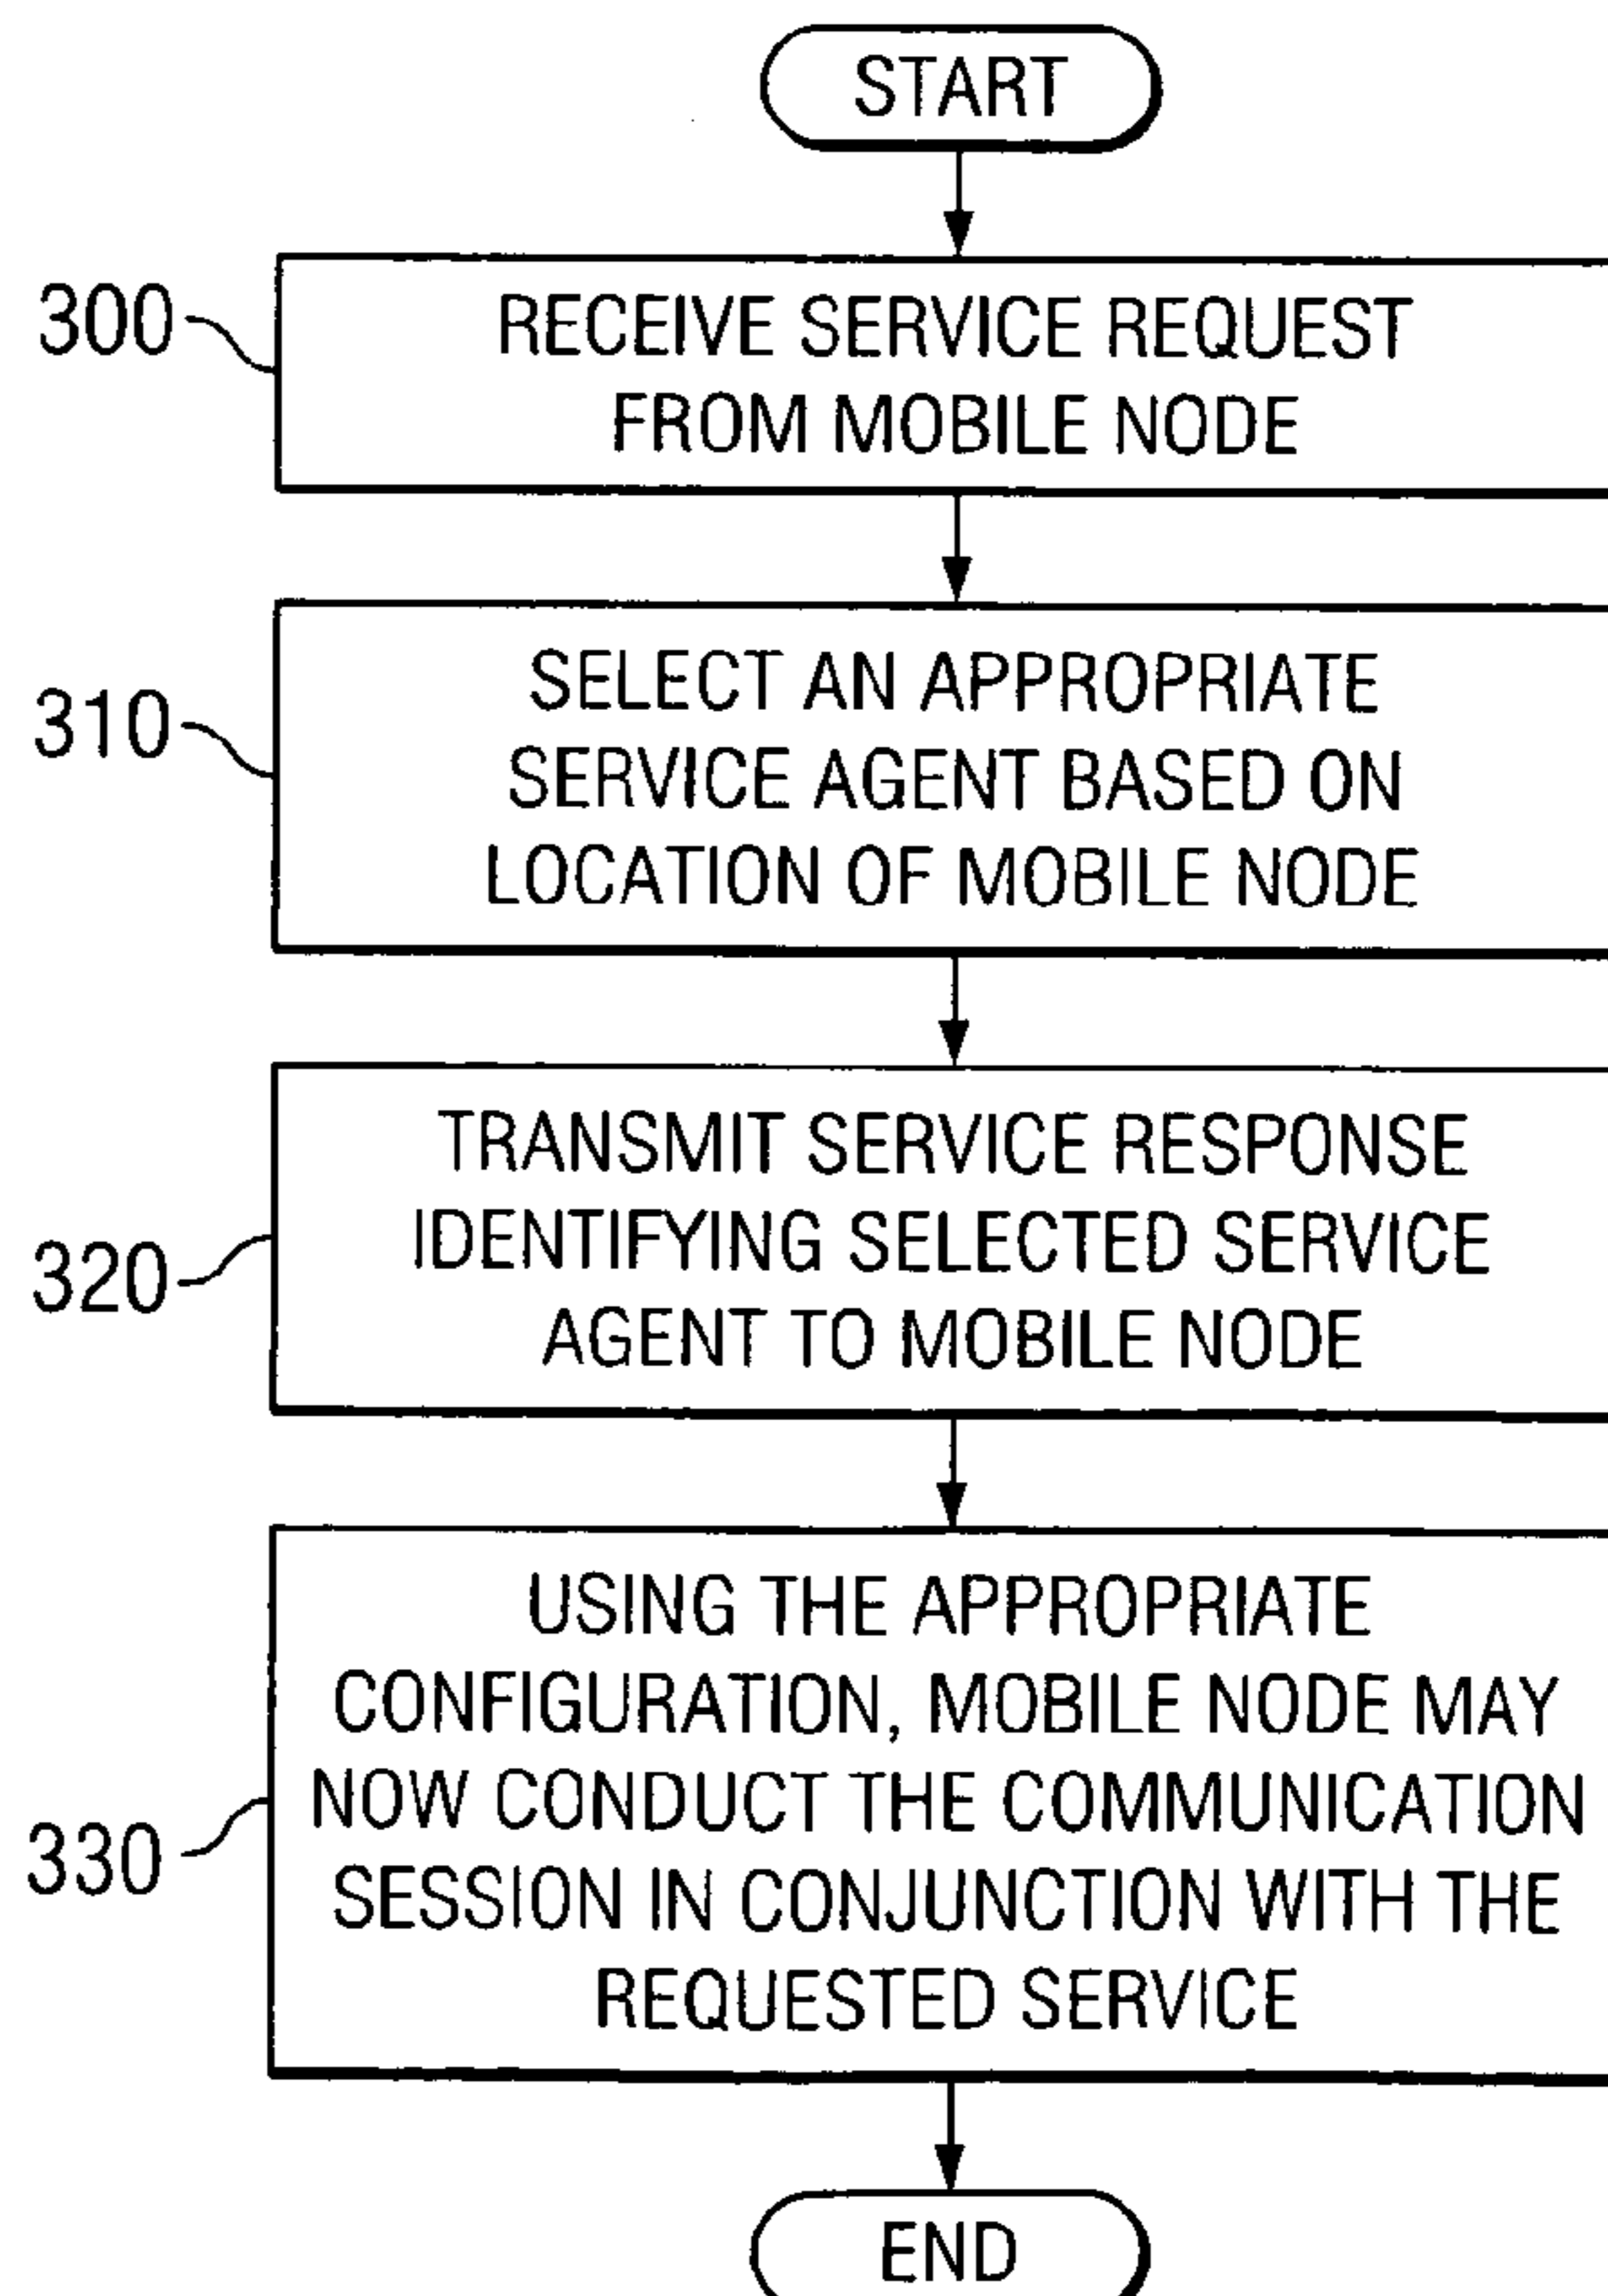 START
300
RECEIVE SERVICE REQUEST
FROM MOBILE NODE
310
SELECT AN APPROPRIATE
SERVICE AGENT BASED ON
LOCATION OF MOBILE NODE
320
TRANSMIT SERVICE RESPONSE
IDENTIFYING SELECTED SERVICE
AGENT TO MOBILE NODE
330
USING THE APPROPRIATE
CONFIGURATION, MOBILE NODE MAY
NOW CONDUCT THE COMMUNICATION
SESSION IN CONJUNCTION WITH THE
REQUESTED SERVICE
END